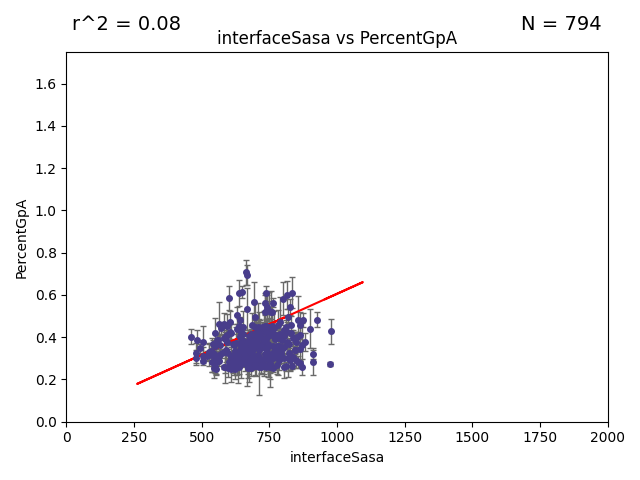 r^2 = 0.08
N = 794
interfaceSasa vs PercentGpA
PercentGpA
1.6
1.4
1.2
1.0
0.8
0.6
0.4
0.2
0.0
0 250 500 750 1000 1250 1500 1750 2000
interfaceSasa